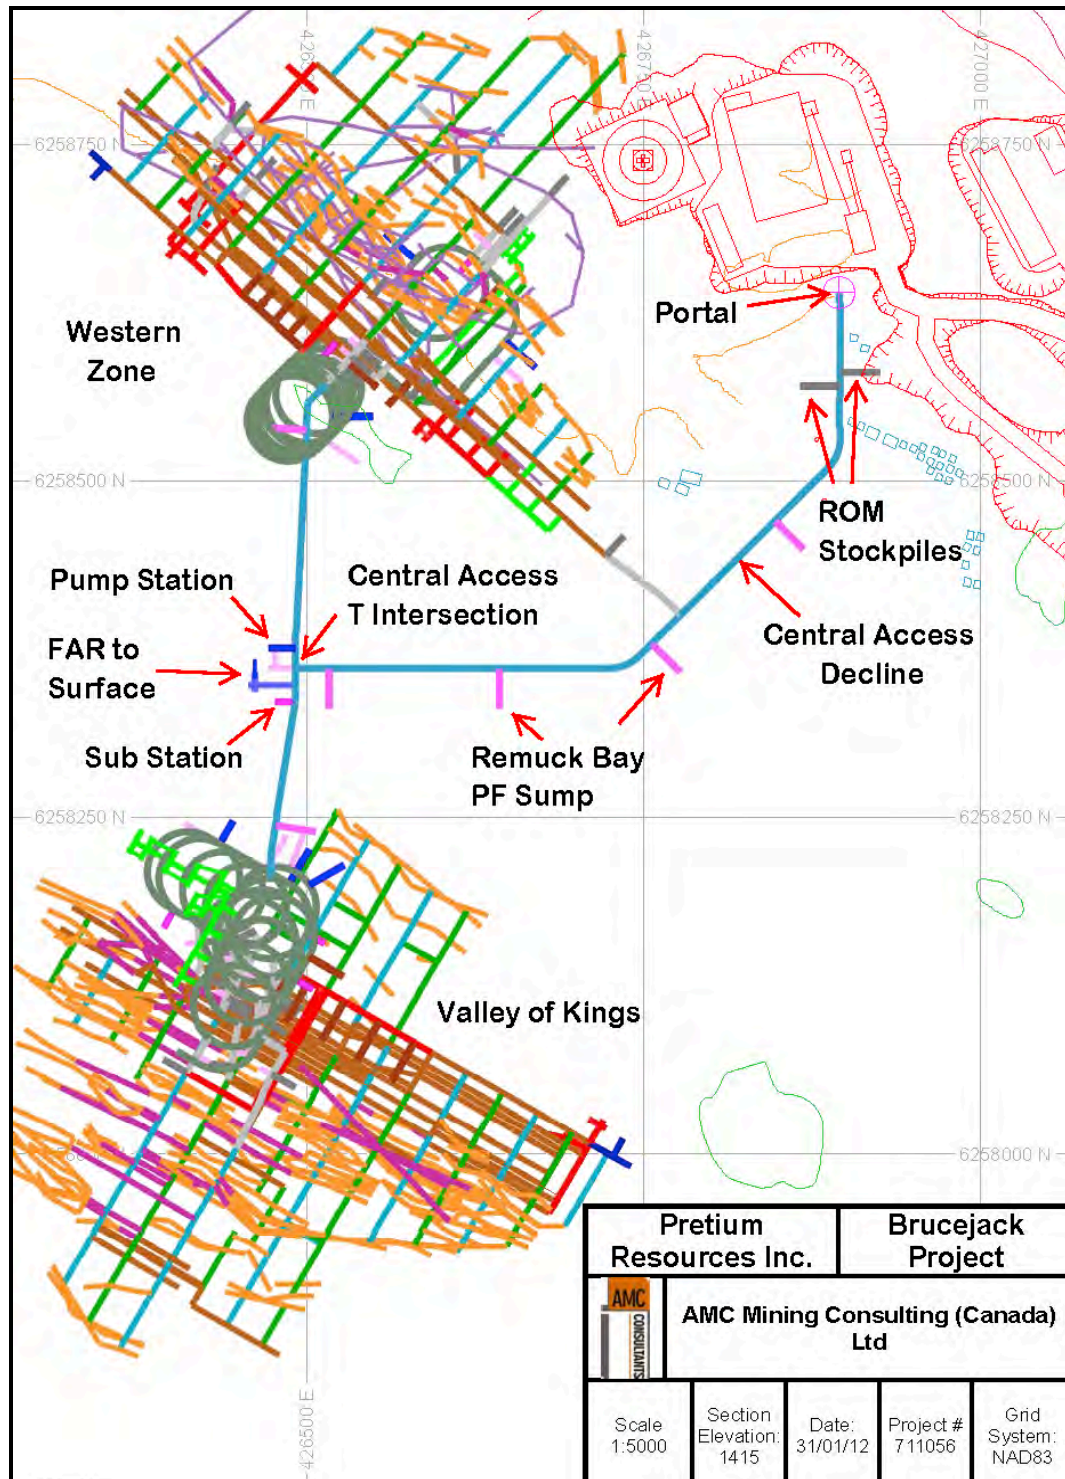 426500 E
426750 E
427000 E
6258750 N
6258750 N
Portal
Western
Zone
6258500 N
6258500 N
ROM
Stockpiles
Pump Station
Central Access
T Intersection
FAR to
Surface
Central Access
Decline
Sub Station
Remuck Bay
PF Sump
6258250 N
6258250 N
Valley of Kings
6258000 N
426500 E
Pretium
Resources Inc.
Brucejack
Project
AMC
CONSULTANTS
AMC Mining Consulting (Canada)
Ltd
Scale
1:5000
Section
Elevation:
1415
Date:
31/01/12
Project #
711056
Grid
System:
NAD83